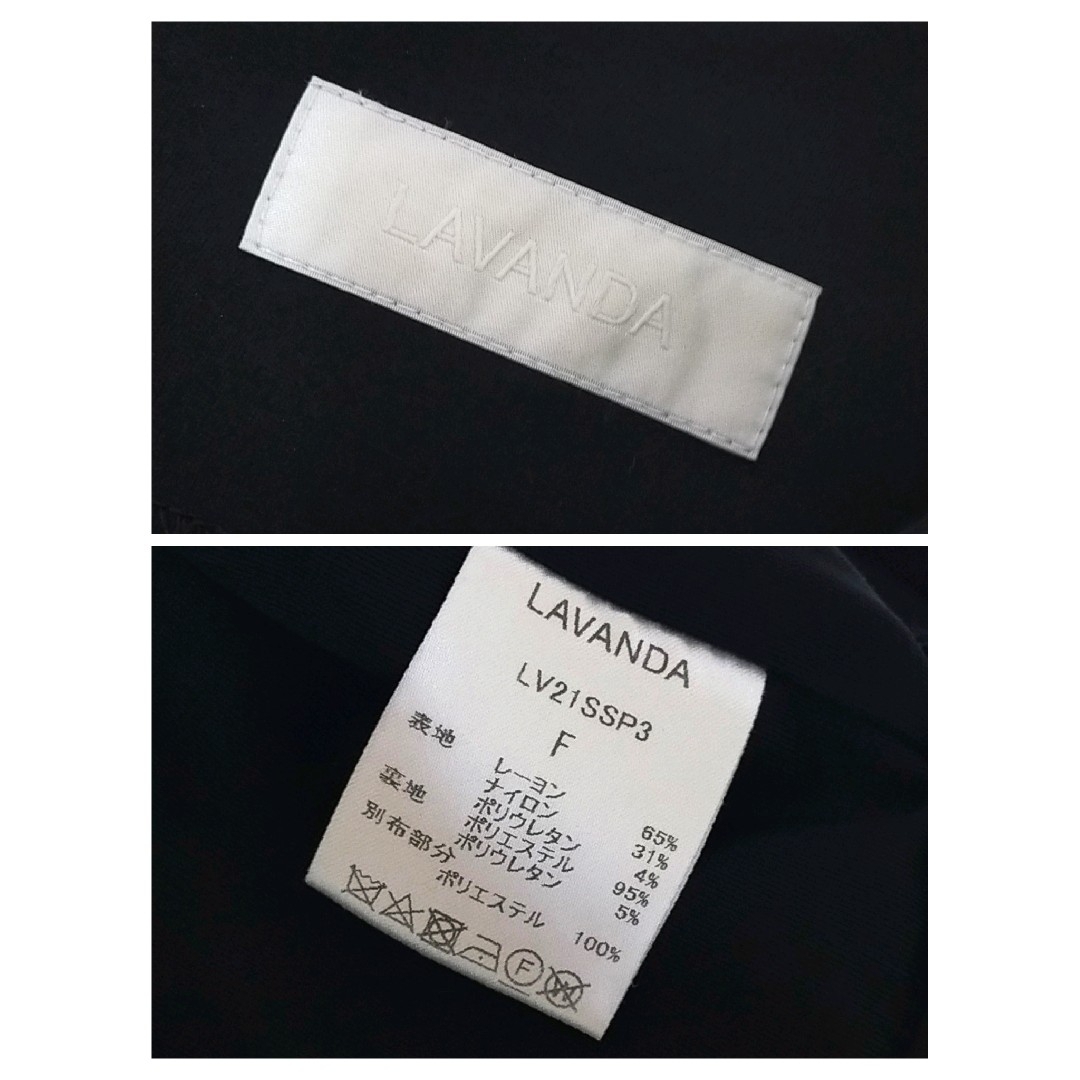 LAVANDA
LAVANDA
LV21SSP3
F
表地 レーヨン 65%
ナイロン 31%
ポリウレタン 4%
裏地 ポリエステル 95%
ポリウレタン 5%
別布部分
ポリエステル 100%
F W